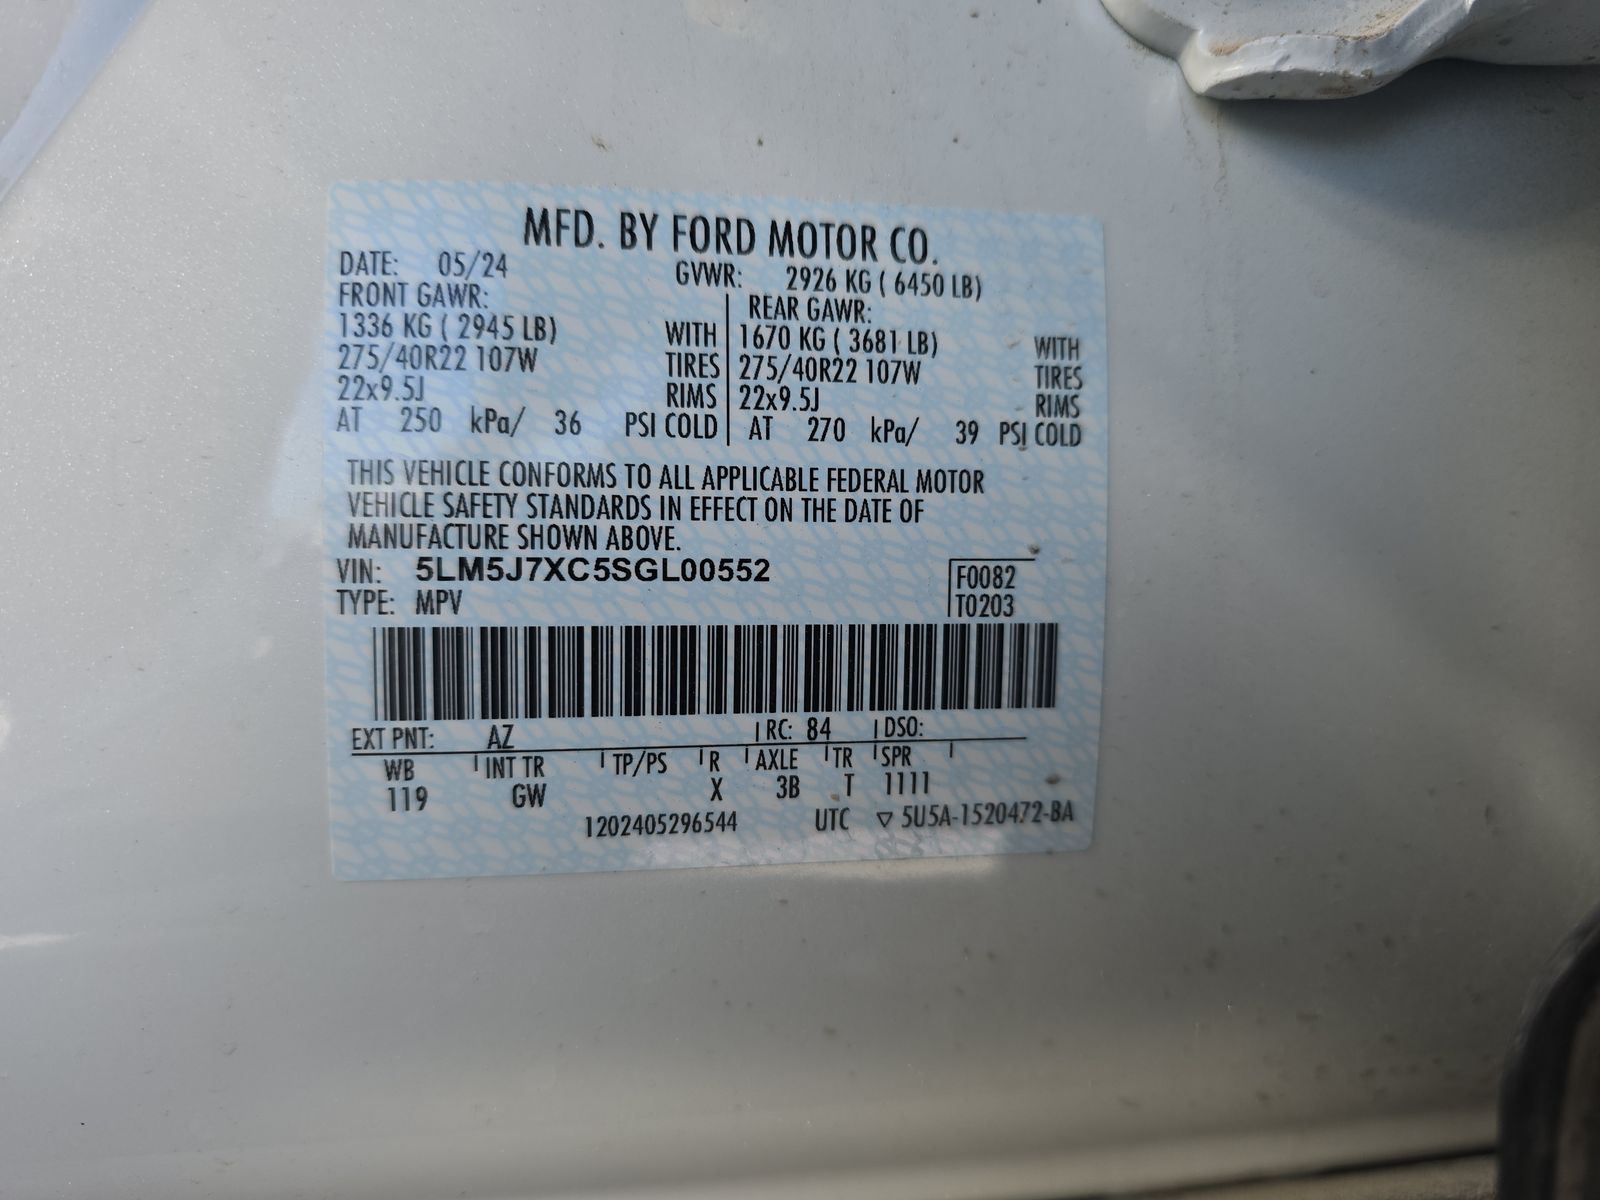 MFD. BY FORD MOTOR CO.
DATE: 05/24 GVWR: 2926 KG ( 6450 LB)
FRONT GAWR: REAR GAWR:
1336 KG ( 2945 LB) WITH 1670 KG ( 3681 LB) WITH
275/40R22 107W TIRES 275/40R22 107W TIRES
22x9.5J RIMS 22x9.5J RIMS
AT 250 kPa/ 36 PSI COLD AT 270 kPa/ 39 PSI COLD
THIS VEHICLE CONFORMS TO ALL APPLICABLE FEDERAL MOTOR
VEHICLE SAFETY STANDARDS IN EFFECT ON THE DATE OF
MANUFACTURE SHOWN ABOVE.
VIN: 5LM5J7XC5SGL00552 F0082
TYPE: MPV T0203
EXT PNT: AZ RC: 84 DSO:
WB INT TR TP/PS R AXLE TR SPR
119 GW X 3B T 1111
1202405296544 UTC ▽ 5U5A-1520472-BA